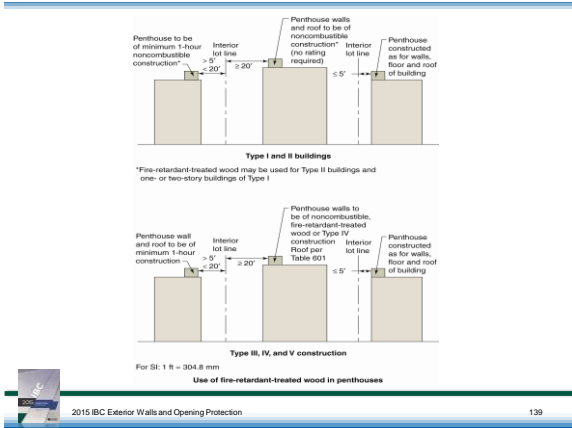 Penthouse walls
and roof to be of
noncombustible
construction*
(no rating
required)
Penthouse to be
of minimum 1-hour
noncombustible
construction*
Interior
lot line
> 5'
< 20'
≥ 20'
Interior
lot line
≤ 5'
Penthouse
constructed
as for walls,
floor and roof
of building
Type I and II buildings
*Fire-retardant-treated wood may be used for Type II buildings and
one- or two-story buildings of Type I
Penthouse walls to
be of noncombustible,
fire-retardant-treated
wood or Type IV
construction
Roof per
Table 601
Penthouse wall
and roof to be of
minimum 1-hour
construction
Interior
lot line
> 5'
< 20'
≥ 20'
Interior
lot line
≤ 5'
Penthouse
constructed
as for walls,
floor and roof
of building
Type III, IV, and V construction
For SI: 1 ft = 304.8 mm
Use of fire-retardant-treated wood in penthouses
IBC
2015
2015 IBC Exterior Walls and Opening Protection
139